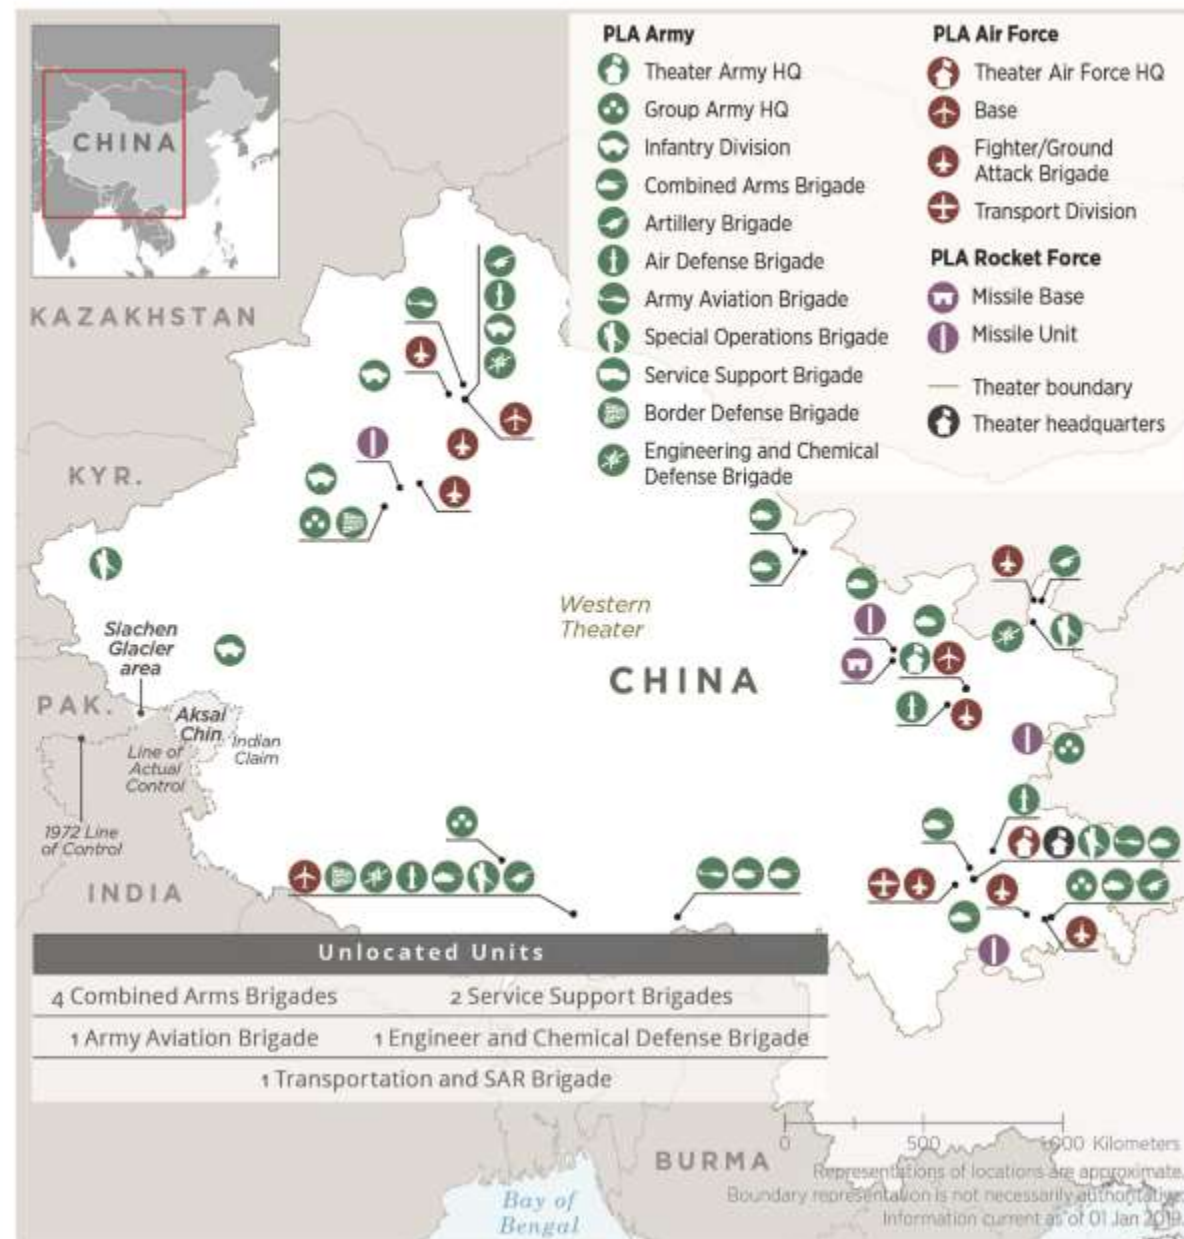 CHINA
PLA Army
Theater Army HQ
Group Army HQ
Infantry Division
Combined Arms Brigade
Artillery Brigade
Air Defense Brigade
Army Aviation Brigade
Special Operations Brigade
Service Support Brigade
Border Defense Brigade
Engineering and Chemical
Defense Brigade
PLA Air Force
Theater Air Force HQ
Base
Fighter/Ground
Attack Brigade
Transport Division
PLA Rocket Force
Missile Base
Missile Unit
Theater boundary
Theater headquarters
KAZAKHSTAN
KYR.
Siachen
Glacier
area
PAK.
Aksai
Chin
Indian
Claim
Line of
Actual
Control
1972 Line
of Control
INDIA
Western
Theater
CHINA
Unlocated Units
4 Combined Arms Brigades
2 Service Support Brigades
1 Army Aviation Brigade
1 Engineer and Chemical Defense Brigade
1 Transportation and SAR Brigade
BURMA
Bay of
Bengal
0 500 1000 Kilometers
Representations of locations are approximate.
Boundary representation is not necessarily authoritative.
Information current as of 01 Jan 2019.